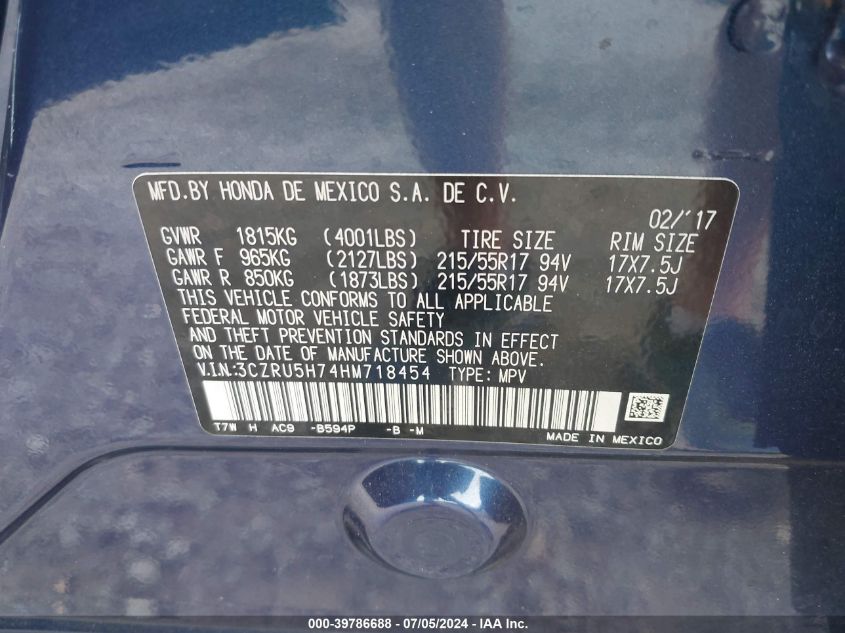 MFD.BY HONDA DE MEXICO S.A. DE C.V.
02/'17
GVWR 1815KG (4001LBS) TIRE SIZE RIM SIZE
GAWR F 965KG (2127LBS) 215/55R17 94V 17X7.5J
GAWR R 850KG (1873LBS) 215/55R17 94V 17X7.5J
THIS VEHICLE CONFORMS TO ALL APPLICABLE
FEDERAL MOTOR VEHICLE SAFETY
AND THEFT PREVENTION STANDARDS IN EFFECT
ON THE DATE OF MANUFACTURE SHOWN ABOVE.
V.I.N.:3CZRU5H74HM718454 TYPE: MPV
T7W H AC9 -B594P -B -M
MADE IN MEXICO
000-39786688 - 07/05/2024 - IAA Inc.